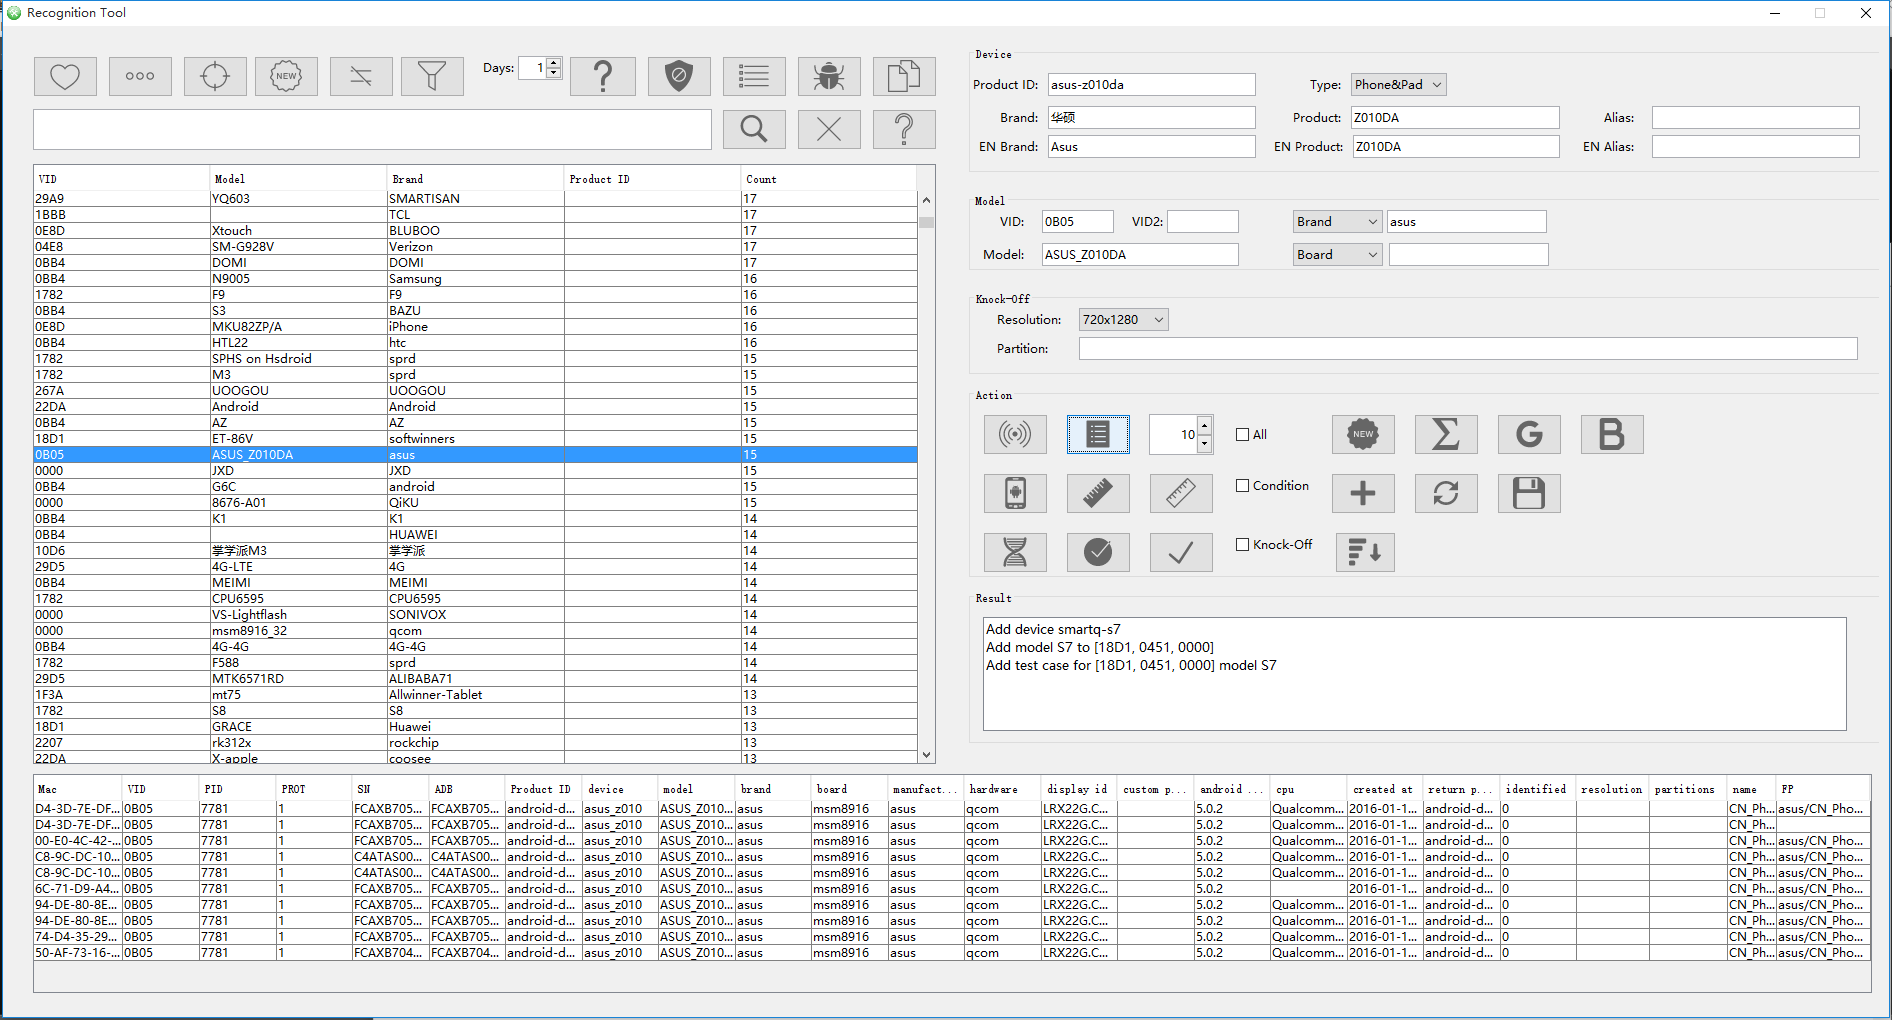 Recognition Tool
NEW
Days: 1
VID Model Brand Product ID Count
29A9 YQ603 SMARTISAN 17
1BBB TCL 17
0E8D Xtouch BLUBOO 17
04E8 SM-G928V Verizon 17
0BB4 DOMI DOMI 17
0BB4 N9005 Samsung 16
1782 F9 F9 16
0BB4 S3 BAZU 16
0E8D MKU82ZP/A iPhone 16
0BB4 HTL22 htc 16
1782 SPHS on Hsdroid sprd 15
1782 M3 sprd 15
267A UOOGOU UOOGOU 15
22DA Android Android 15
0BB4 AZ AZ 15
18D1 ET-86V softwinners 15
0B05 ASUS_Z010DA asus 15
0000 JXD JXD 15
0BB4 G6C android 15
0000 8676-A01 QiKU 15
0BB4 K1 K1 14
0BB4 HUAWEI 14
10D6 掌学派M3 掌学派 14
29D5 4G-LTE 4G 14
0BB4 MEIMI MEIMI 14
1782 CPU6595 CPU6595 14
0000 VS-Lightflash SONIVOX 14
0000 msm8916_32 qcom 14
0BB4 4G-4G 4G-4G 14
1782 F588 sprd 14
29D5 MTK6571RD ALIBABA71 14
1F3A mt75 Allwinner-Tablet 13
1782 S8 S8 13
18D1 GRACE Huawei 13
2207 rk312x rockchip 13
22DA X-apple coosee 13
Device
Product ID: asus-z010da Type: Phone&Pad
Brand: 华硕 Product: Z010DA Alias:
EN Brand: Asus EN Product: Z010DA EN Alias:
Model
VID: 0B05 VID2: Brand asus
Model: ASUS_Z010DA Board
Knock-Off
Resolution: 720x1280
Partition:
Action
10 All NEW Σ G B
Condition
Knock-Off
Result
Add device smartq-s7
Add model S7 to [18D1, 0451, 0000]
Add test case for [18D1, 0451, 0000] model S7
Mac VID PID PROT SN ADB Product ID device model brand board manufact... hardware display id custom p... android ... cpu created at return p... identified resolution partitions name FP
D4-3D-7E-DF... 0B05 7781 1 FCAXB705... FCAXB705... android-d... asus_z010 ASUS_Z010... asus msm8916 asus qcom LRX22G.C... 5.0.2 Qualcomm... 2016-01-1... android-d... 0 CN_Ph... asus/CN_Pho...
D4-3D-7E-DF... 0B05 7781 1 FCAXB705... FCAXB705... android-d... asus_z010 ASUS_Z010... asus msm8916 asus qcom LRX22G.C... 5.0.2 Qualcomm... 2016-01-1... android-d... 0 CN_Ph...
00-E0-4C-42-... 0B05 7781 1 FCAXB705... FCAXB705... android-d... asus_z010 ASUS_Z010... asus msm8916 asus qcom LRX22G.C... 5.0.2 Qualcomm... 2016-01-1... android-d... 0 CN_Ph... asus/CN_Pho...
C8-9C-DC-10... 0B05 7781 1 C4ATAS00... C4ATAS00... android-d... asus_z010 ASUS_Z010... asus msm8916 asus qcom LRX22G.C... 5.0.2 Qualcomm... 2016-01-1... android-d... 0 CN_Ph... asus/CN_Pho...
C8-9C-DC-10... 0B05 7781 1 C4ATAS00... C4ATAS00... android-d... asus_z010 ASUS_Z010... asus msm8916 asus qcom LRX22G.C... 5.0.2 Qualcomm... 2016-01-1... android-d... 0 CN_Ph... asus/CN_Pho...
6C-71-D9-A4... 0B05 7781 1 FCAXB705... FCAXB705... android-d... asus_z010 ASUS_Z010... asus msm8916 asus qcom LRX22G.C... 5.0.2 2016-01-1... android-d... 0 CN_Ph... asus/CN_Pho...
94-DE-80-8E... 0B05 7781 1 FCAXB705... FCAXB705... android-d... asus_z010 ASUS_Z010... asus msm8916 asus qcom LRX22G.C... 5.0.2 Qualcomm... 2016-01-1... android-d... 0 CN_Ph... asus/CN_Pho...
94-DE-80-8E... 0B05 7781 1 FCAXB705... FCAXB705... android-d... asus_z010 ASUS_Z010... asus msm8916 asus qcom LRX22G.C... 5.0.2 Qualcomm... 2016-01-1... android-d... 0 CN_Ph... asus/CN_Pho...
74-D4-35-29... 0B05 7781 1 FCAXB705... FCAXB705... android-d... asus_z010 ASUS_Z010... asus msm8916 asus qcom LRX22G.C... 5.0.2 Qualcomm... 2016-01-1... android-d... 0 CN_Ph... asus/CN_Pho...
50-AF-73-16-... 0B05 7781 1 FCAXB704... FCAXB704... android-d... asus_z010 ASUS_Z010... asus msm8916 asus qcom LRX22G.C... 5.0.2 Qualcomm... 2016-01-1... android-d... 0 CN_Ph... asus/CN_Pho...